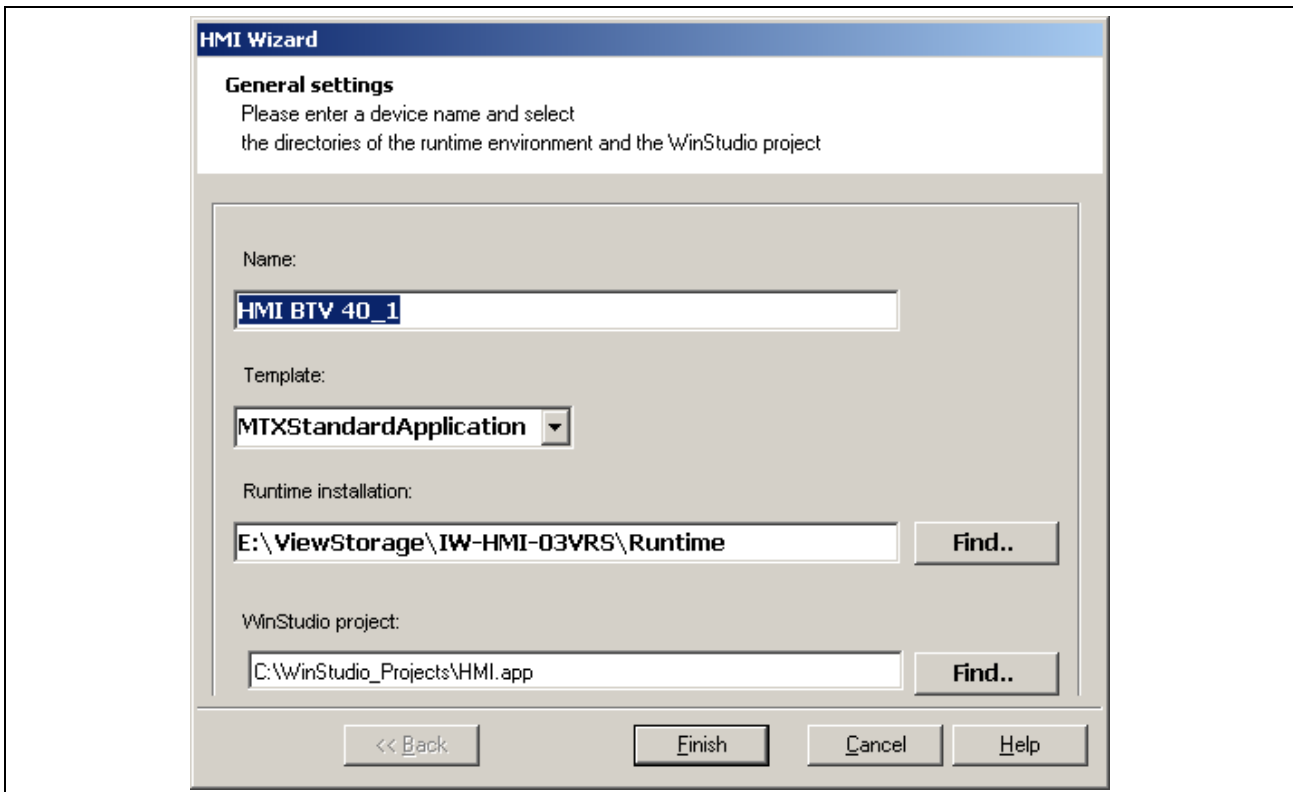 HMI Wizard
General settings
Please enter a device name and select
the directories of the runtime environment and the WinStudio project
Name:
HMI BTV 40_1
Template:
MTXStandardApplication
Runtime installation:
E:\ViewStorage\IW-HMI-03VRS\Runtime
Find..
WinStudio project:
C:\WinStudio_Projects\HMI.app
Find..
<< Back
Finish
Cancel
Help